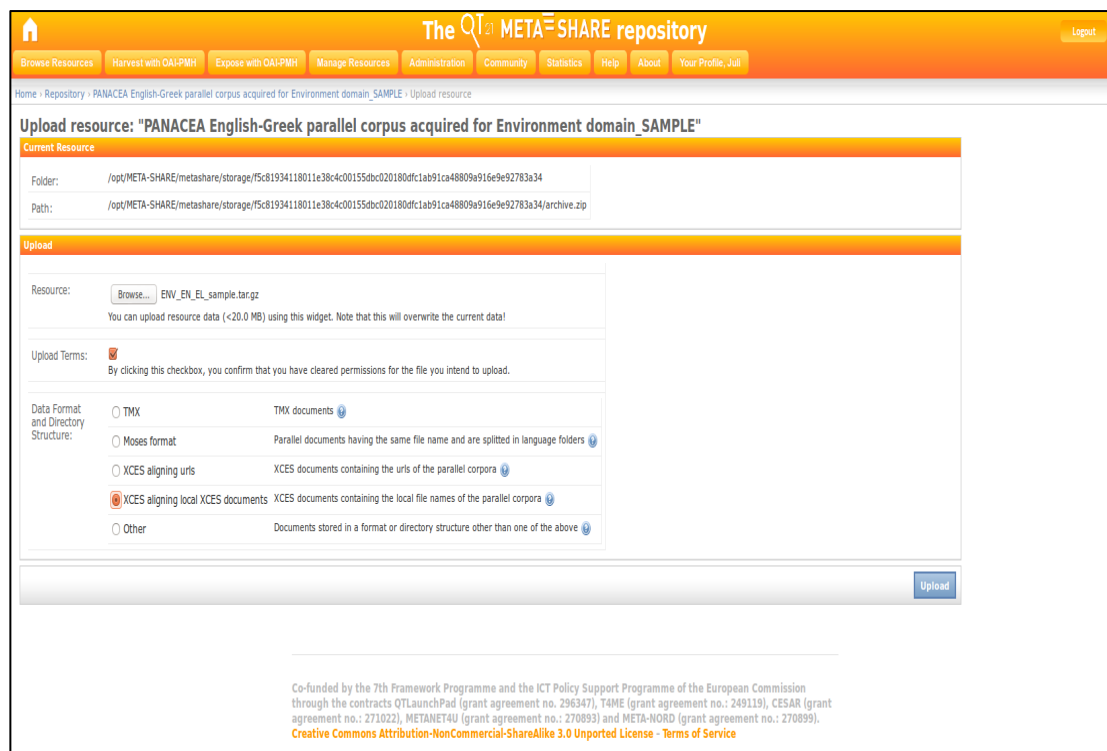 The QT21 META SHARE repository
Logout
Browse Resources Harvest with OAI-PMH Expose with OAI-PMH Manage Resources Administration Community Statistics Help About Your Profile, Juli
Home › Repository › PANACEA English-Greek parallel corpus acquired for Environment domain_SAMPLE › Upload resource
Upload resource: "PANACEA English-Greek parallel corpus acquired for Environment domain_SAMPLE"
Current Resource
Folder: /opt/META-SHARE/metashare/storage/f5c81934118011e38c4c00155dbc020180dfc1ab91ca48809a916e9e92783a34
Path: /opt/META-SHARE/metashare/storage/f5c81934118011e38c4c00155dbc020180dfc1ab91ca48809a916e9e92783a34/archive.zip
Upload
Resource: Browse... ENV_EN_EL_sample.tar.gz
You can upload resource data (<20.0 MB) using this widget. Note that this will overwrite the current data!
Upload Terms:
By clicking this checkbox, you confirm that you have cleared permissions for the file you intend to upload.
Data Format
and Directory
Structure:
TMX TMX documents
Moses format Parallel documents having the same file name and are splitted in language folders
XCES aligning urls XCES documents containing the urls of the parallel corpora
XCES aligning local XCES documents XCES documents containing the local file names of the parallel corpora
Other Documents stored in a format or directory structure other than one of the above
Upload
Co-funded by the 7th Framework Programme and the ICT Policy Support Programme of the European Commission
through the contracts QTLaunchPad (grant agreement no. 296347), T4ME (grant agreement no.: 249119), CESAR (grant
agreement no.: 271022), METANET4U (grant agreement no.: 270893) and META-NORD (grant agreement no.: 270899).
Creative Commons Attribution-NonCommercial-ShareAlike 3.0 Unported License - Terms of Service